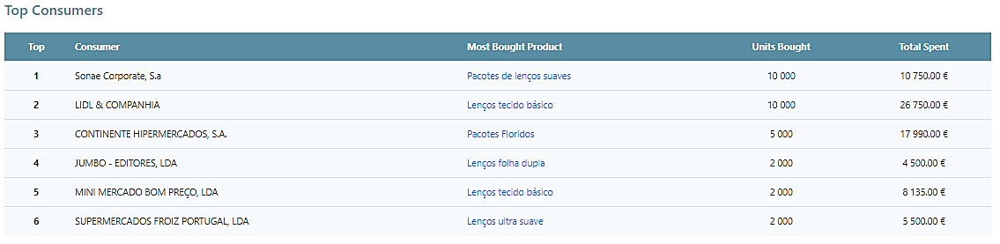 Top Consumers
Top Consumer Most Bought Product Units Bought Total Spent
1 Sonae Corporate, S.a Pacotes de lenços suaves 10 000 10 750.00 €
2 LIDL & COMPANHIA Lenços tecido básico 10 000 26 750.00 €
3 CONTINENTE HIPERMERCADOS, S.A. Pacotes Floridos 5 000 17 990.00 €
4 JUMBO - EDITORES, LDA Lenços folha dupla 2 000 4 500.00 €
5 MINI MERCADO BOM PREÇO, LDA Lenços tecido básico 2 000 8 135.00 €
6 SUPERMERCADOS FROIZ PORTUGAL, LDA Lenços ultra suave 2 000 5 500.00 €